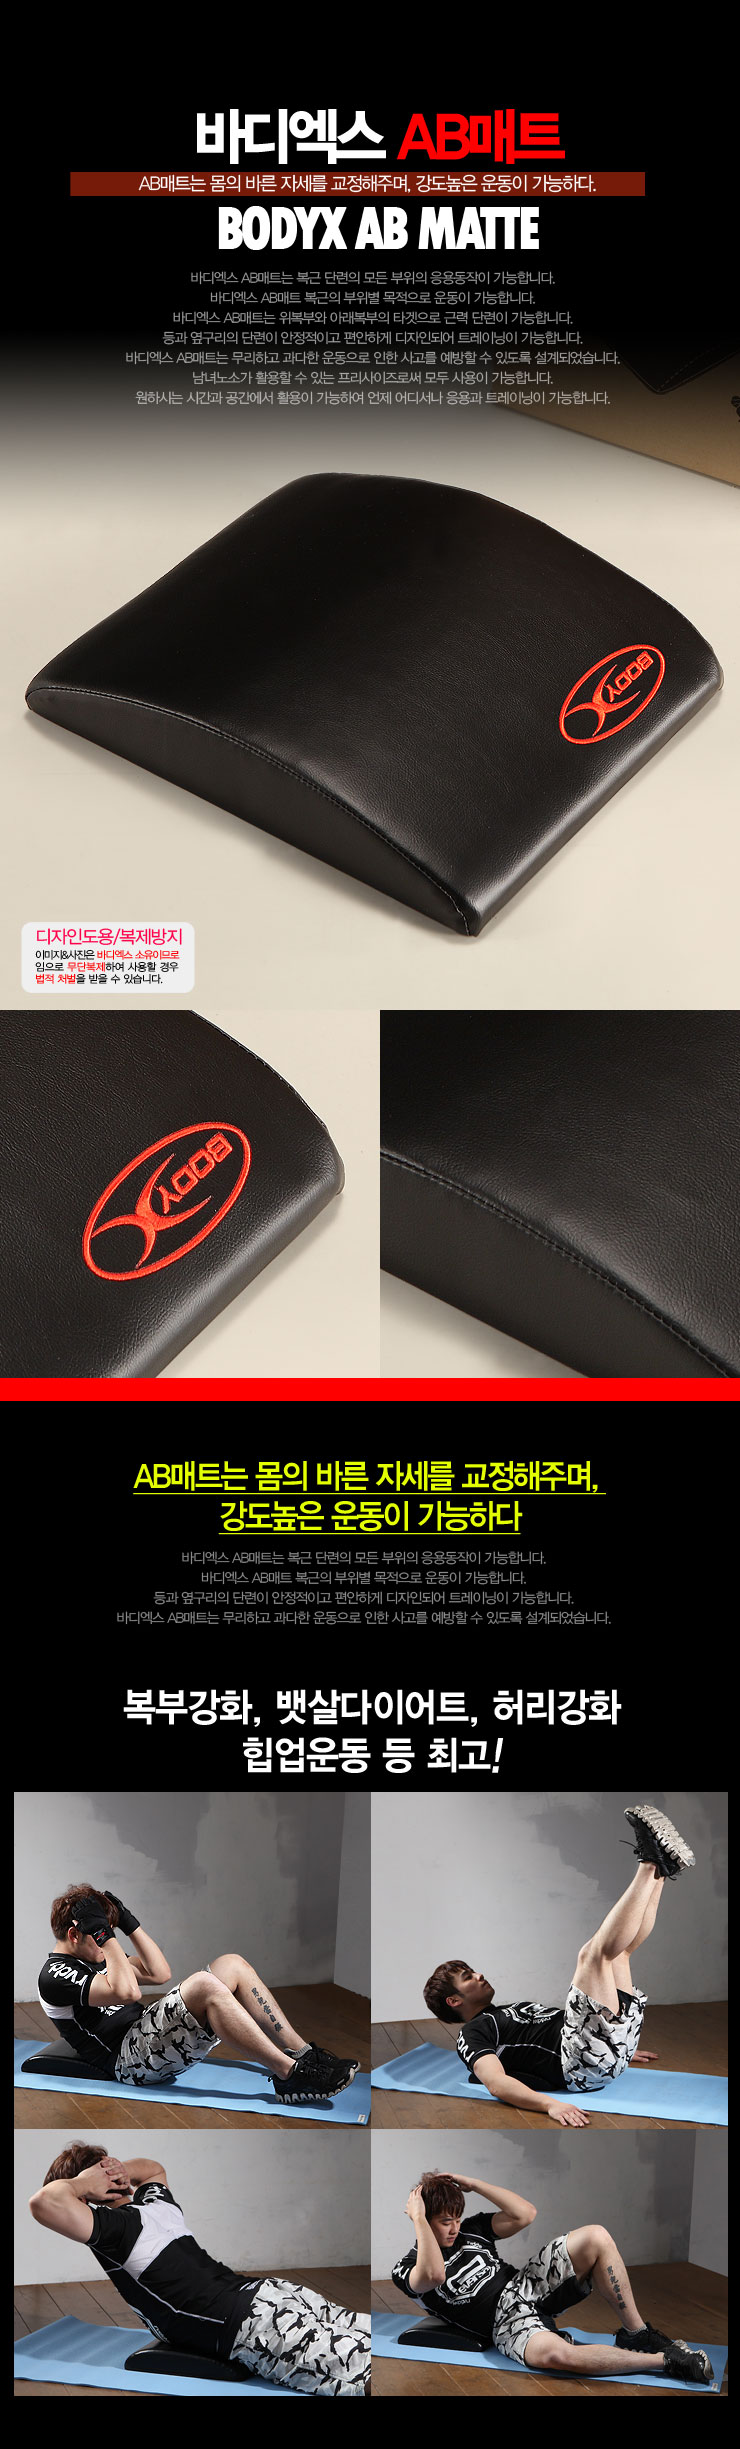 바디엑스 AB매트
AB매트는 몸의 바른 자세를 교정해주며, 강도높은 운동이 가능하다.
BODYX AB MATTE
바디엑스 AB매트는 복근 단련의 모든 부위의 응용동작이 가능합니다.
바디엑스 AB매트 복근의 부위별 목적으로 운동이 가능합니다.
바디엑스 AB매트는 위복부와 아래복부의 타겟으로 근력 단련이 가능합니다.
등과 옆구리의 단련이 안정적이고 편안하게 디자인되어 트레이닝이 가능합니다.
바디엑스 AB매트는 무리하고 과다한 운동으로 인한 사고를 예방할 수 있도록 설계되었습니다.
남녀노소가 활용할 수 있는 프리사이즈로써 모두 사용이 가능합니다.
원하시는 시간과 공간에서 활용이 가능하여 언제 어디서나 응용과 트레이닝이 가능합니다.
BODY X
디자인도용/복제방지
이미지&사진은 바디엑스 소유이므로
임으로 무단복제하여 사용할 경우
법적 처벌을 받을 수 있습니다.
BODY X
AB매트는 몸의 바른 자세를 교정해주며,
강도높은 운동이 가능하다
바디엑스 AB매트는 복근 단련의 모든 부위의 응용동작이 가능합니다.
바디엑스 AB매트 복근의 부위별 목적으로 운동이 가능합니다.
등과 옆구리의 단련이 안정적이고 편안하게 디자인되어 트레이닝이 가능합니다.
바디엑스 AB매트는 무리하고 과다한 운동으로 인한 사고를 예방할 수 있도록 설계되었습니다.
복부강화, 뱃살다이어트, 허리강화
힙업운동 등 최고!